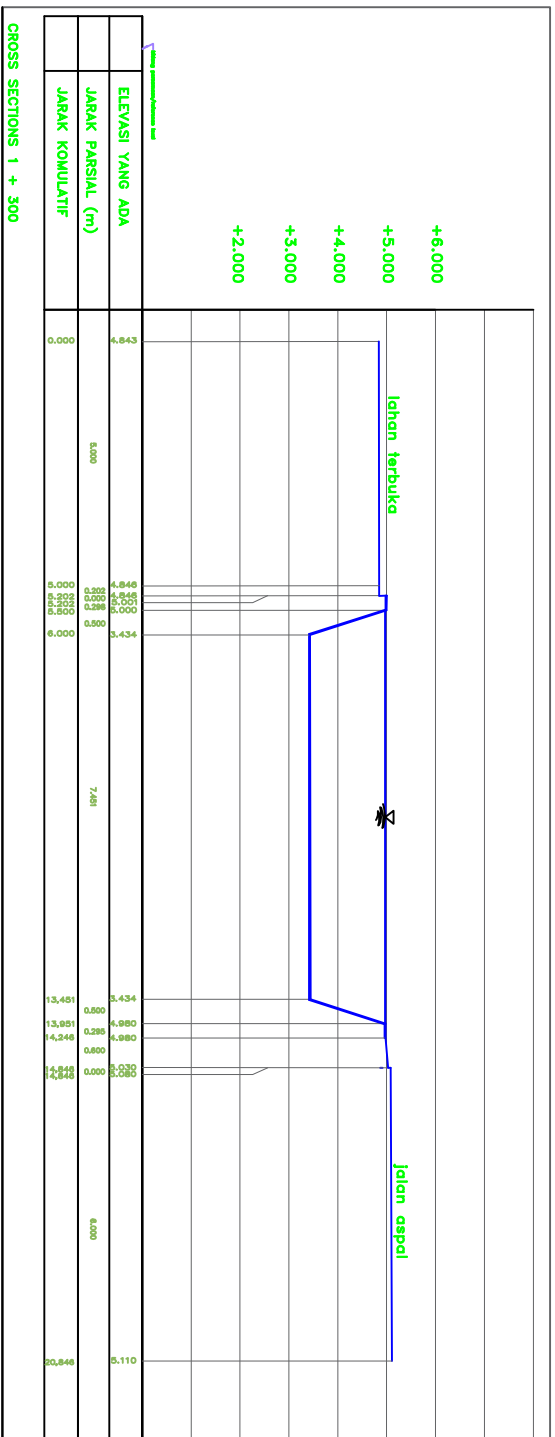 +6.000
+5.000
+4.000
+3.000
+2.000
lahan terbuka
jalan aspal
ELEVASI YANG ADA
4.843 4.846 4.846 5.001 5.000 3.434 3.434 4.980 4.980 5.030 5.080 5.110
JARAK PARSIAL (m)
5.000 0.202 0.000 0.298 0.500 7.451 0.500 0.295 0.600 0.000 6.000
JARAK KOMULATIF
0.000 5.000 5.202 5.202 5.500 6.000 13,451 13,951 14,246 14,846 14,846 20,846
CROSS SECTIONS 1 + 300